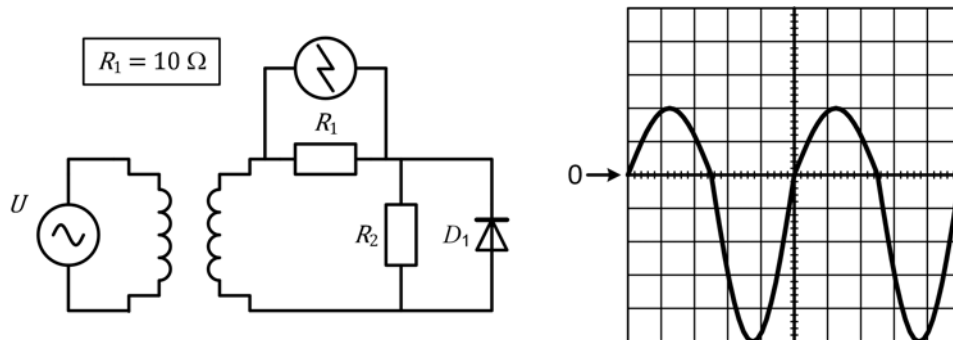 R₁ = 10 Ω
R₁
U
R₂
D₁
0